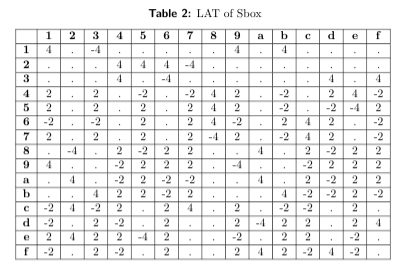 Table 2: LAT of Sbox
1 2 3 4 5 6 7 8 9 a b c d e f
1 4 . -4 . . . . . 4 . 4 . . . .
2 . . . 4 4 4 -4 . . . . . . . .
3 . . . 4 . -4 . . . . . . 4 . 4
4 2 . 2 . -2 . -2 4 2 . -2 . 2 4 -2
5 2 . 2 . 2 . 2 4 2 . -2 . -2 -4 2
6 -2 . -2 . 2 . 2 4 -2 . 2 4 2 . -2
7 2 . 2 . 2 . 2 -4 2 . -2 4 2 . -2
8 . -4 . 2 -2 2 2 . . 4 . 2 -2 2 2
9 4 . . -2 2 2 2 . -4 . . -2 2 2 2
a . 4 . -2 2 -2 -2 . . 4 . 2 -2 2 2
b . . 4 2 2 -2 2 . . . 4 -2 -2 2 -2
c -2 4 -2 2 . 2 4 . 2 . -2 -2 . 2 .
d -2 . 2 -2 . 2 . . 2 -4 2 2 . 2 4
e 2 4 2 2 -4 2 . . -2 . 2 2 . -2 .
f -2 . 2 -2 . 2 . . 2 4 2 -2 4 -2 .